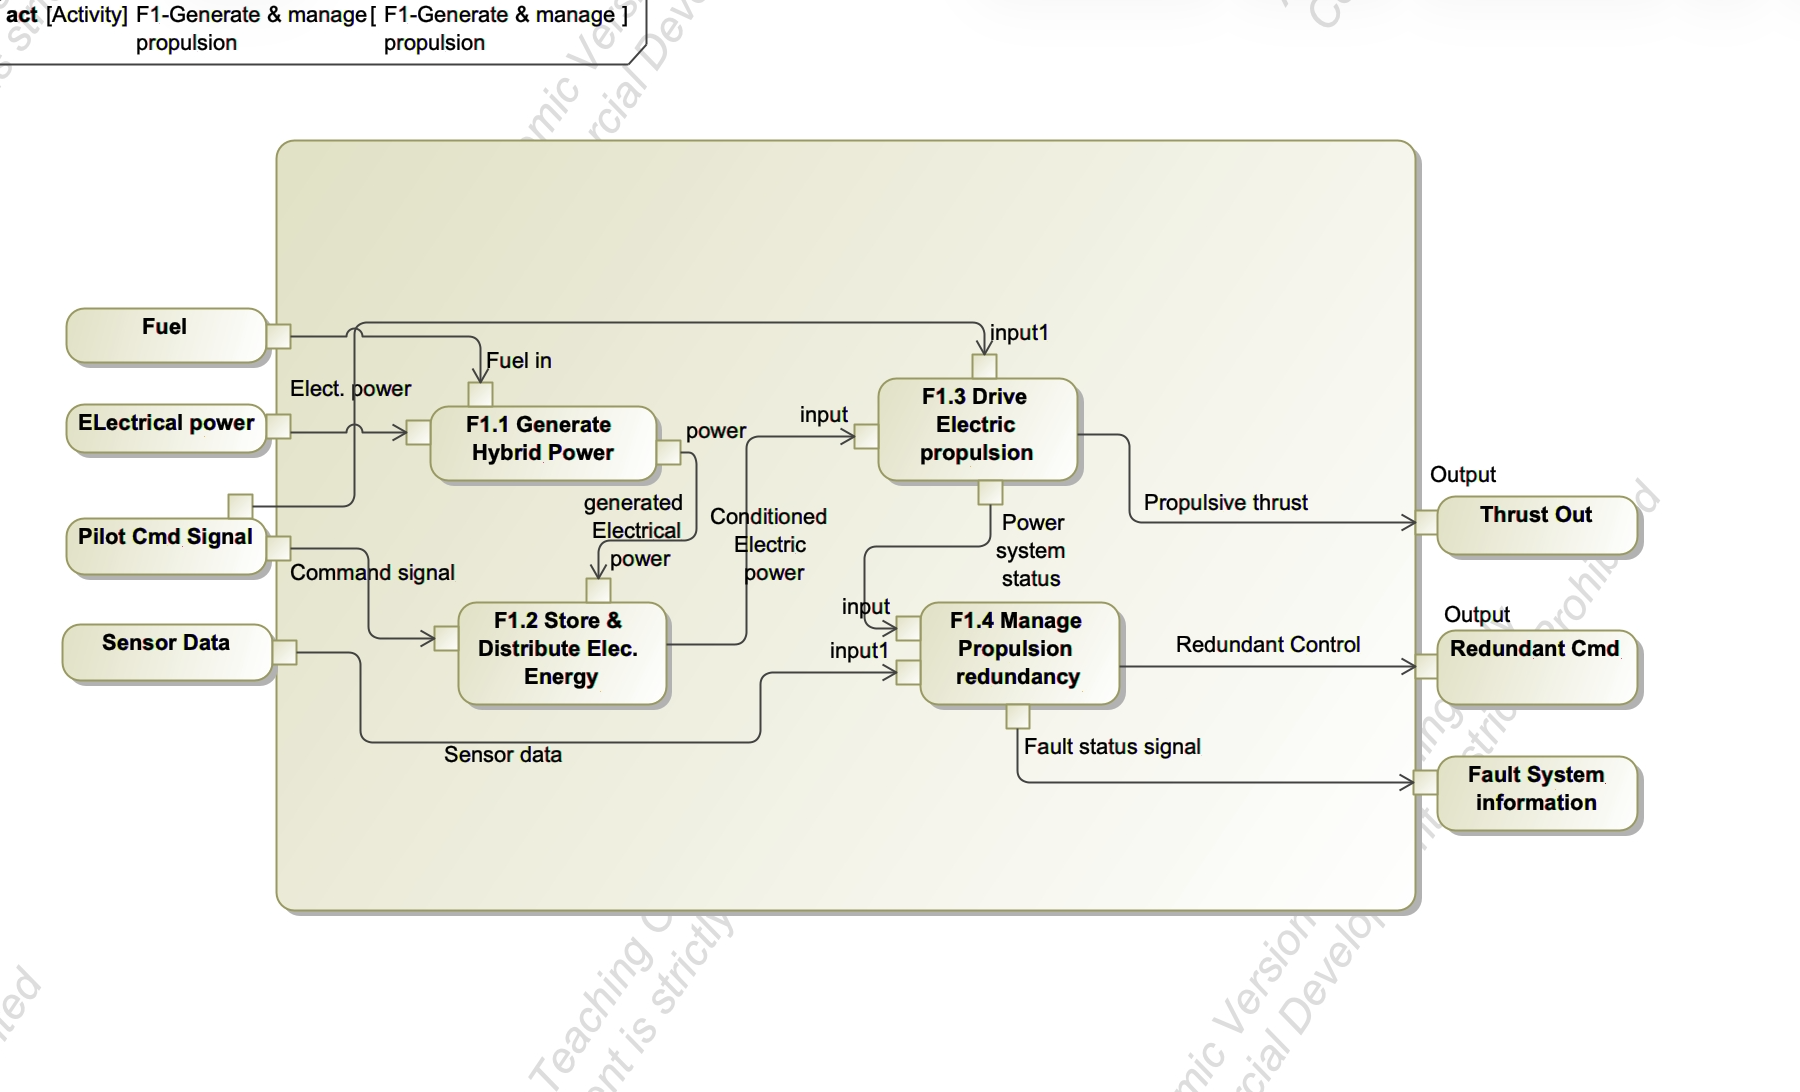 act [Activity] F1-Generate & manage [ F1-Generate & manage ]
propulsion propulsion
Fuel
input1
Fuel in
Elect. power
F1.3 Drive
Electric
propulsion
input
ELectrical power
F1.1 Generate
Hybrid Power
power
Output
generated
Electrical
power
Conditioned
Electric
power
Propulsive thrust
Thrust Out
Power
system
status
Pilot Cmd Signal
Command signal
input
Output
F1.2 Store &
Distribute Elec.
Energy
F1.4 Manage
Propulsion
redundancy
Sensor Data
input1
Redundant Control
Redundant Cmd
Sensor data
Fault status signal
Fault System
information
Teaching
is strictly
Version